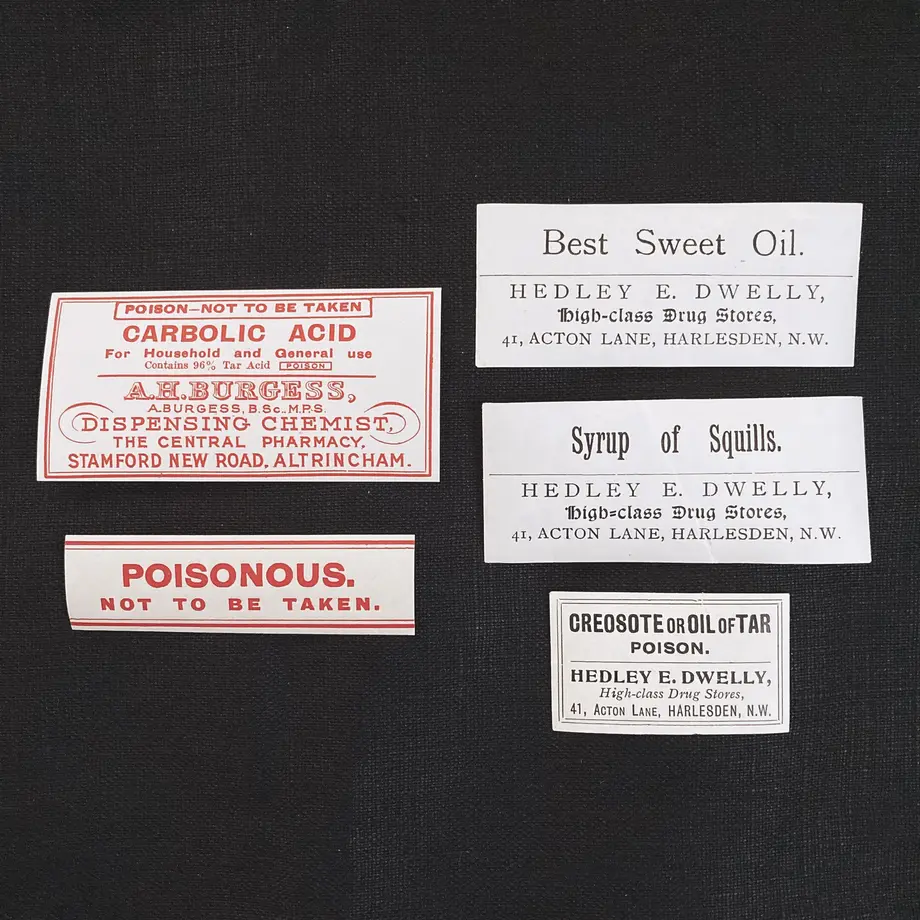 POISON—NOT TO BE TAKEN
CARBOLIC ACID
For Household and General use
Contains 96% Tar Acid POISON
A.H.BURGESS,
A.BURGESS, B.Sc., M.P.S.
DISPENSING CHEMIST,
THE CENTRAL PHARMACY,
STAMFORD NEW ROAD, ALTRINCHAM.
POISONOUS.
NOT TO BE TAKEN.
Best Sweet Oil.
HEDLEY E. DWELLY,
High-class Drug Stores,
41, ACTON LANE, HARLESDEN, N.W.
Syrup of Squills.
HEDLEY E. DWELLY,
High-class Drug Stores,
41, ACTON LANE, HARLESDEN, N.W.
CREOSOTE OR OIL OF TAR
POISON.
HEDLEY E. DWELLY,
High-class Drug Stores,
41, ACTON LANE, HARLESDEN, N.W.